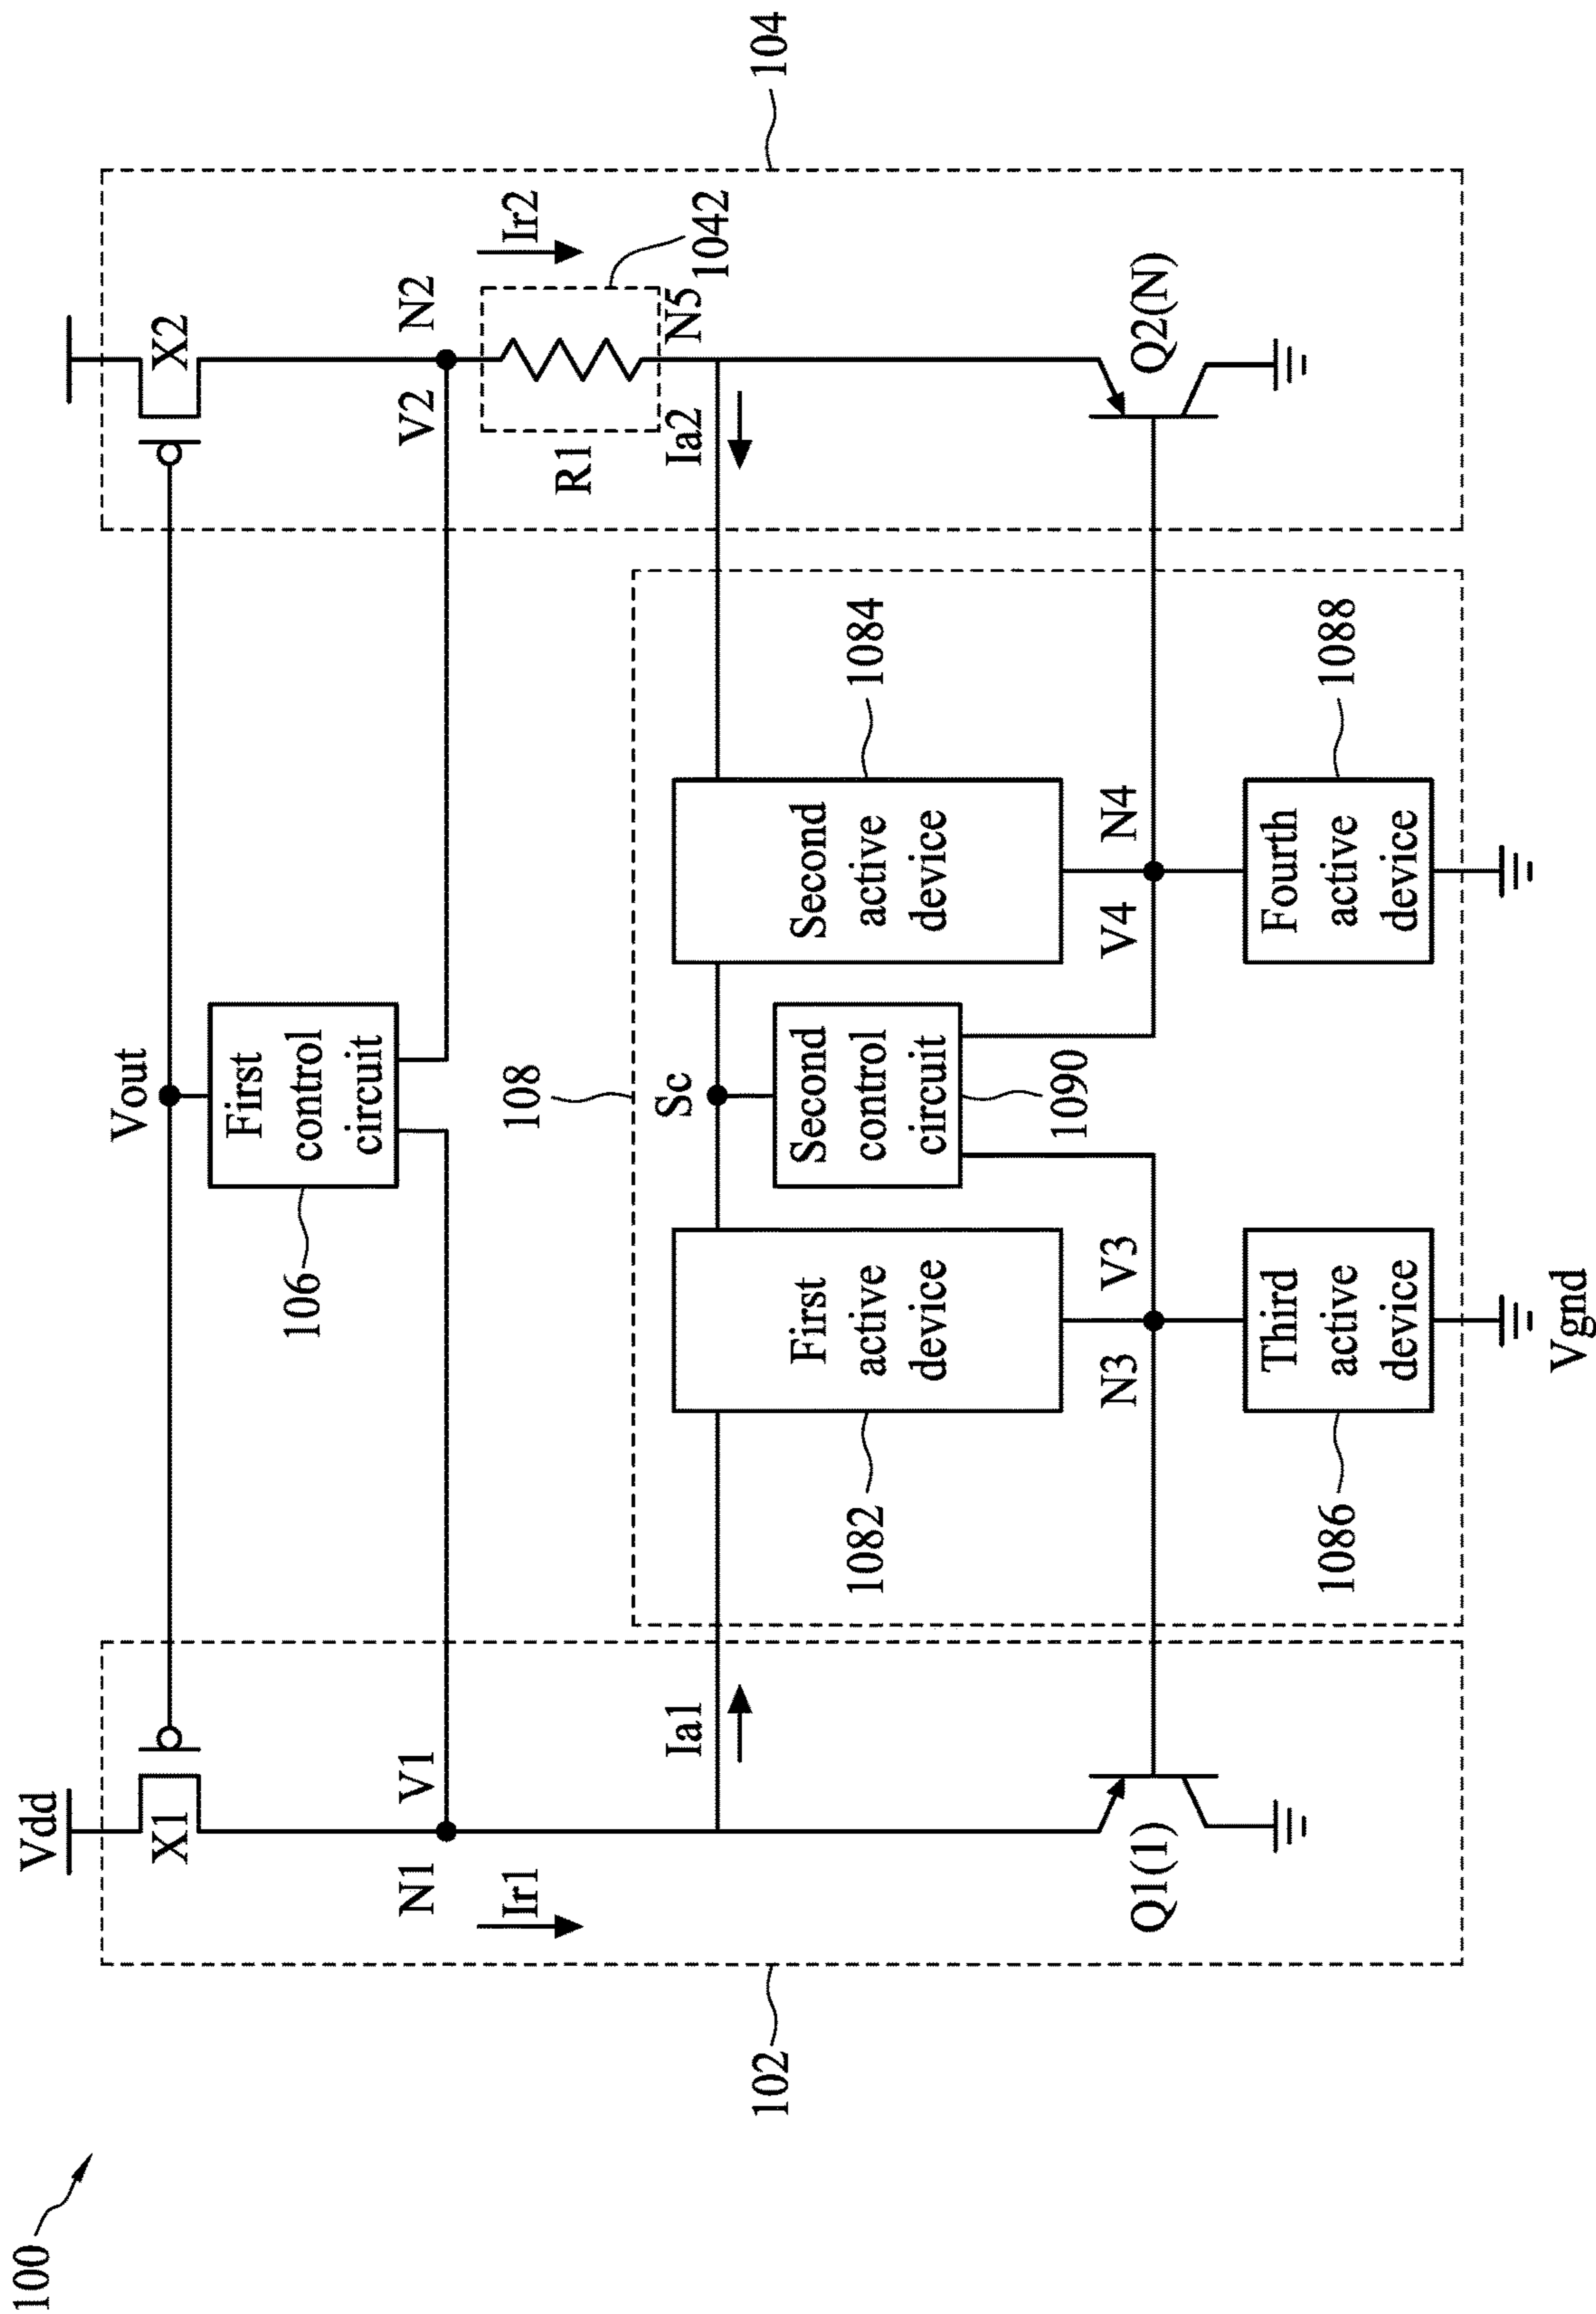 100
102
104
Vdd
X1
Vout
X2
First
control
circuit
106
N1
V1
V2
N2
Ir1
Ir2
R1
1042
108
Ia1
Sc
Ia2
N5
1082
First
active
device
Second
control
circuit
1090
Second
active
device
1084
Q1(1)
N3
V3
V4
N4
Q2(N)
1086
Third
active
device
Fourth
active
device
1088
Vgnd